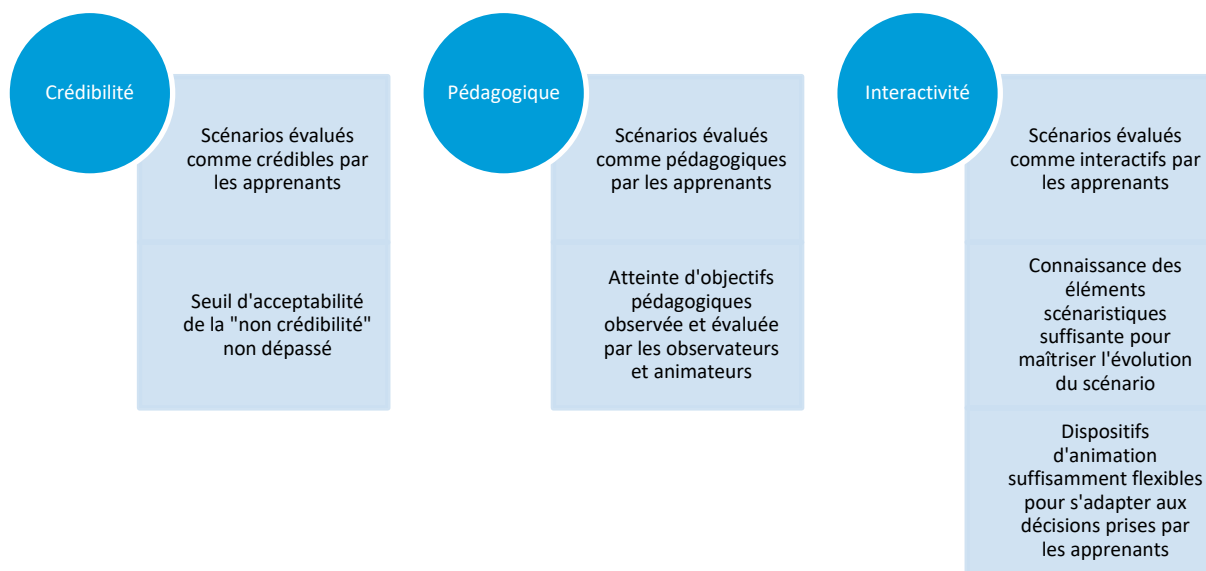 Crédibilité
Scénarios évalués
comme crédibles par
les apprenants
Seuil d'acceptabilité
de la "non crédibilité"
non dépassé
Pédagogique
Scénarios évalués
comme pédagogiques
par les apprenants
Atteinte d'objectifs
pédagogiques
observée et évaluée
par les observateurs
et animateurs
Interactivité
Scénarios évalués
comme interactifs par
les apprenants
Connaissance des
éléments
scénaristiques
suffisante pour
maîtriser l'évolution
du scénario
Dispositifs
d'animation
suffisamment flexibles
pour s'adapter aux
décisions prises par
les apprenants